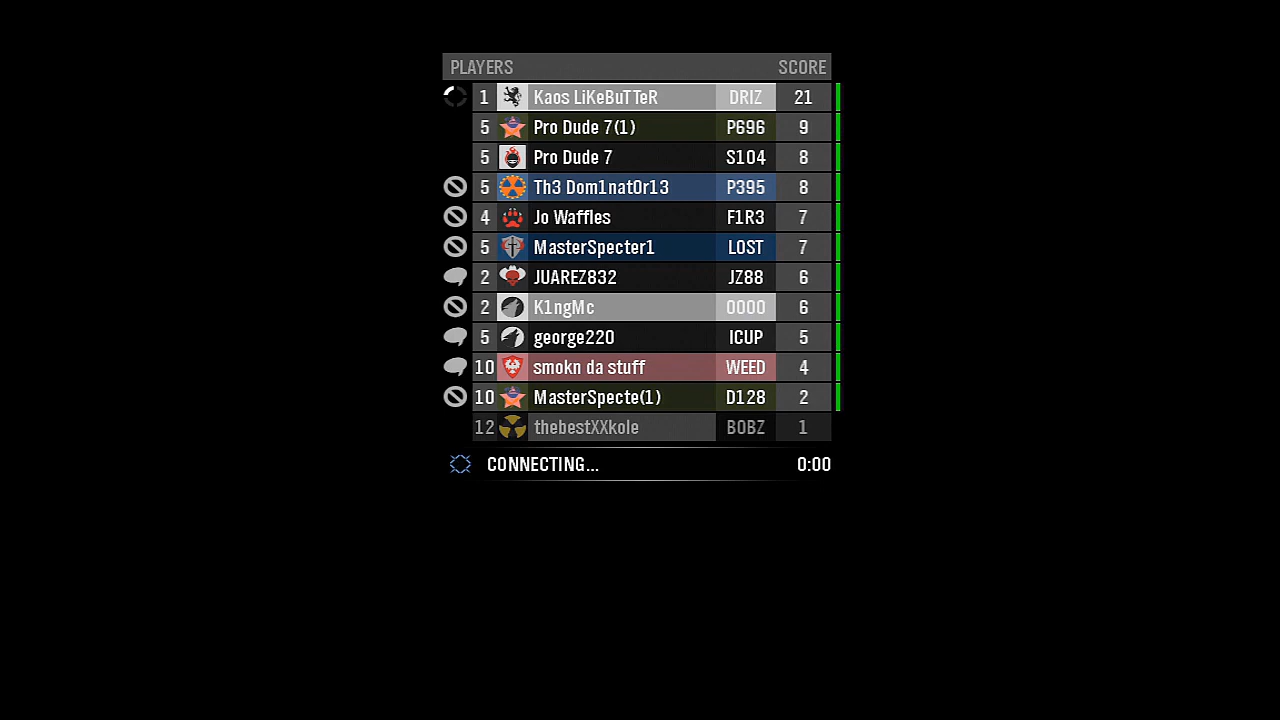 PLAYERS SCORE
1 Kaos LiKeBuTTeR DRIZ 21
5 Pro Dude 7(1) P696 9
5 Pro Dude 7 S104 8
5 Th3 Dom1nat0r13 P395 8
4 Jo Waffles F1R3 7
5 MasterSpecter1 LOST 7
2 JUAREZ832 JZ88 6
2 K1ngMc 0000 6
5 george220 ICUP 5
10 smokn da stuff WEED 4
10 MasterSpecte(1) D128 2
12 thebestXXkole BOBZ 1
CONNECTING... 0:00